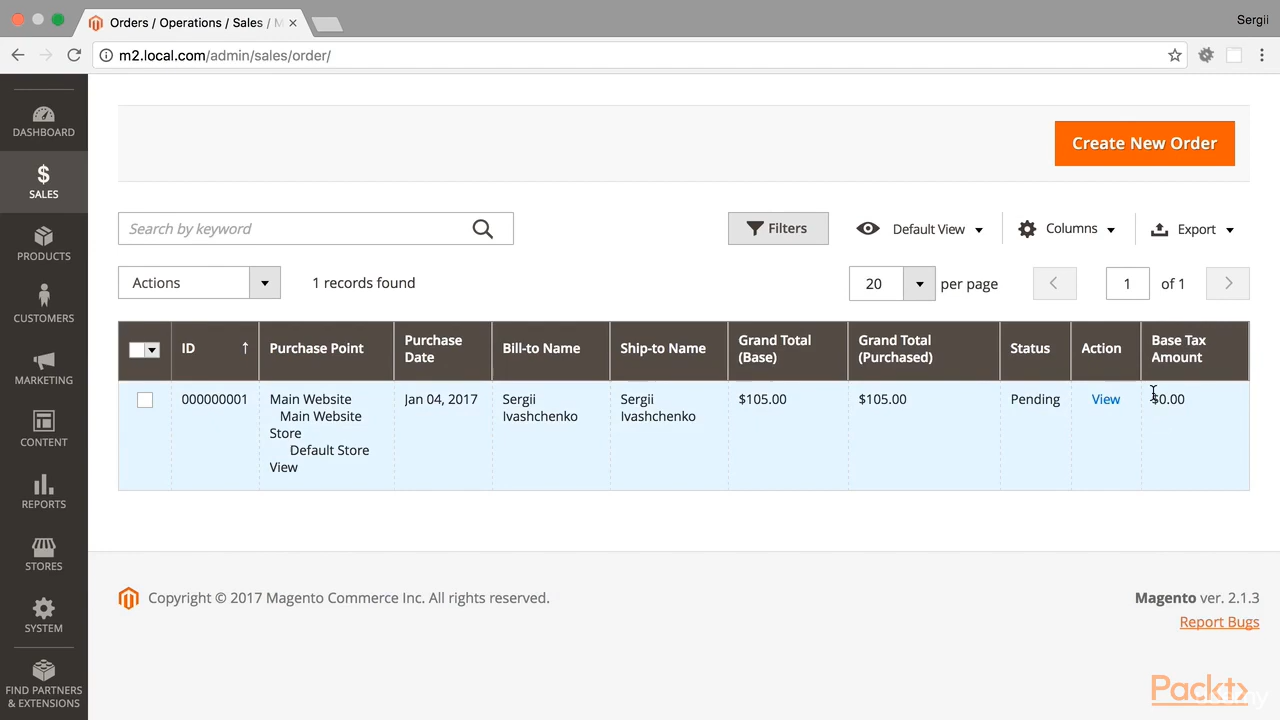 Orders / Operations / Sales / M
Sergii
m2.local.com/admin/sales/order/
DASHBOARD
$
SALES
PRODUCTS
CUSTOMERS
MARKETING
CONTENT
REPORTS
STORES
SYSTEM
FIND PARTNERS
& EXTENSIONS
Create New Order
Search by keyword
Filters
Default View
Columns
Export
Actions
1 records found
20
per page
1
of 1
ID
Purchase Point
Purchase
Date
Bill-to Name
Ship-to Name
Grand Total
(Base)
Grand Total
(Purchased)
Status
Action
Base Tax
Amount
000000001
Main Website
Main Website
Store
Default Store
View
Jan 04, 2017
Sergii
Ivashchenko
Sergii
Ivashchenko
$105.00
$105.00
Pending
View
$0.00
Copyright © 2017 Magento Commerce Inc. All rights reserved.
Magento ver. 2.1.3
Report Bugs
Packt